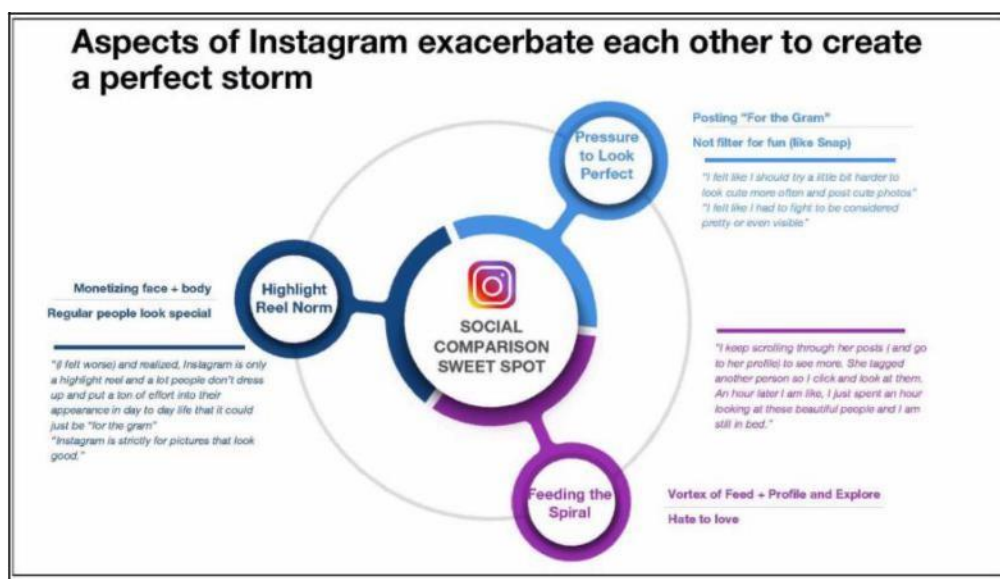 Aspects of Instagram exacerbate each other to create
a perfect storm
Pressure
to Look
Perfect
Posting "For the Gram"
Not filter for fun (like Snap)
"I felt like I should try a little bit harder to
look cute more often and post cute photos"
"I felt like I had to fight to be considered
pretty or even visible."
Highlight
Reel Norm
Monetizing face + body
Regular people look special
"(I felt worse) and realized, Instagram is only
a highlight reel and a lot people don't dress
up and put a ton of effort into their
appearance in day to day life that it could
just be "for the gram"
"Instagram is strictly for pictures that look
good."
SOCIAL
COMPARISON
SWEET SPOT
"I keep scrolling through her posts ( and go
to her profile) to see more. She tagged
another person so I click and look at them.
An hour later I am like, I just spent an hour
looking at these beautiful people and I am
still in bed."
Feeding the
Spiral
Vortex of Feed + Profile and Explore
Hate to love